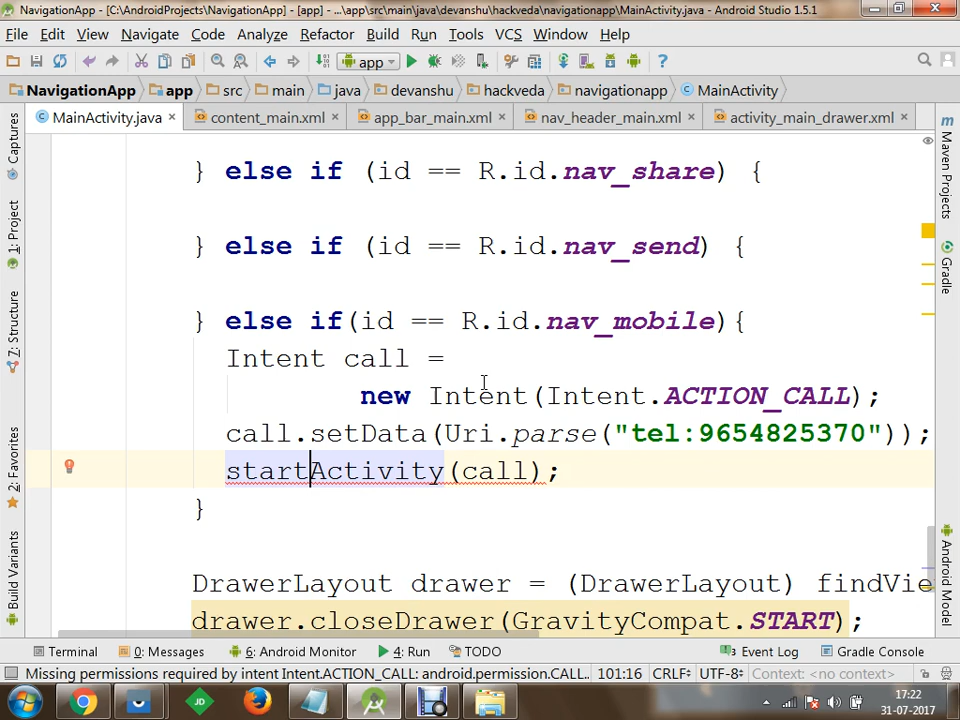 NavigationApp - [C:\AndroidProjects\NavigationApp] - [app] - ...\app\src\main\java\devanshu\hackveda\navigationapp\MainActivity.java - Android Studio 1.5.1
File Edit View Navigate Code Analyze Refactor Build Run Tools VCS Window Help
app
NavigationApp app src main java devanshu hackveda navigationapp MainActivity
MainActivity.java content_main.xml app_bar_main.xml nav_header_main.xml activity_main_drawer.xml
Captures
1: Project
7: Structure
2: Favorites
Build Variants
} else if (id == R.id.nav_share) {
} else if (id == R.id.nav_send) {
} else if(id == R.id.nav_mobile){
Intent call =
new Intent(Intent.ACTION_CALL);
call.setData(Uri.parse("tel:9654825370"));
startActivity(call);
}
DrawerLayout drawer = (DrawerLayout) findVie
drawer.closeDrawer(GravityCompat.START);
Maven Projects
Gradle
Android Model
Terminal 0: Messages 6: Android Monitor 4: Run TODO Event Log Gradle Console
Missing permissions required by intent Intent.ACTION_CALL: android.permission.CALL... 101:16 CRLF UTF-8 Context: <no context>
JD
17:22
31-07-2017